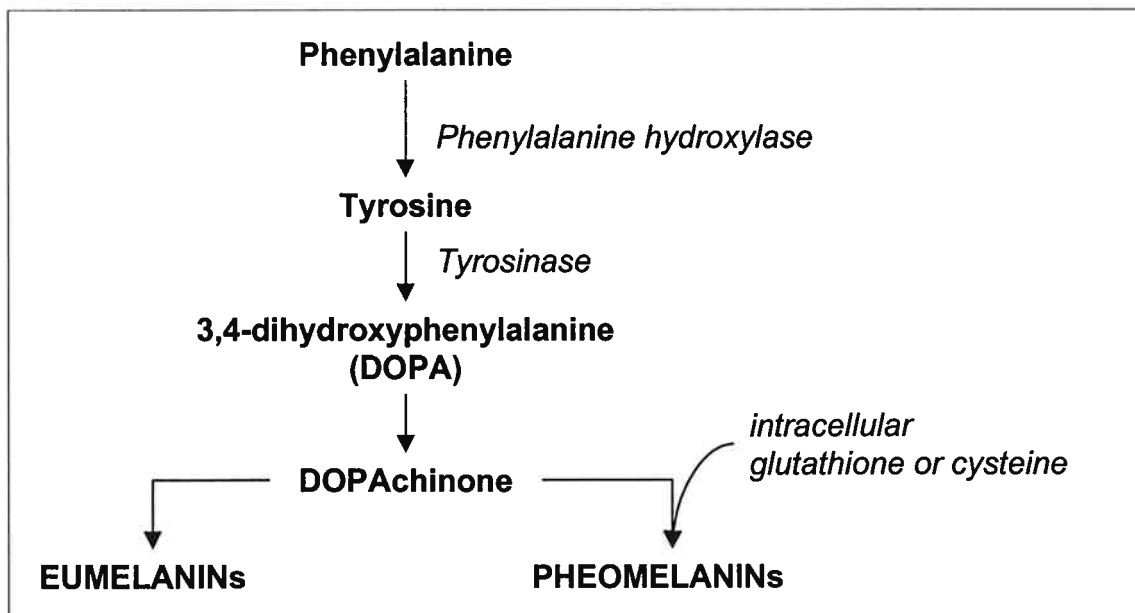 Phenylalanine
Phenylalanine hydroxylase
Tyrosine
Tyrosinase
3,4-dihydroxyphenylalanine
(DOPA)
intracellular
glutathione or cysteine
DOPAchinone
EUMELANINs
PHEOMELANINs